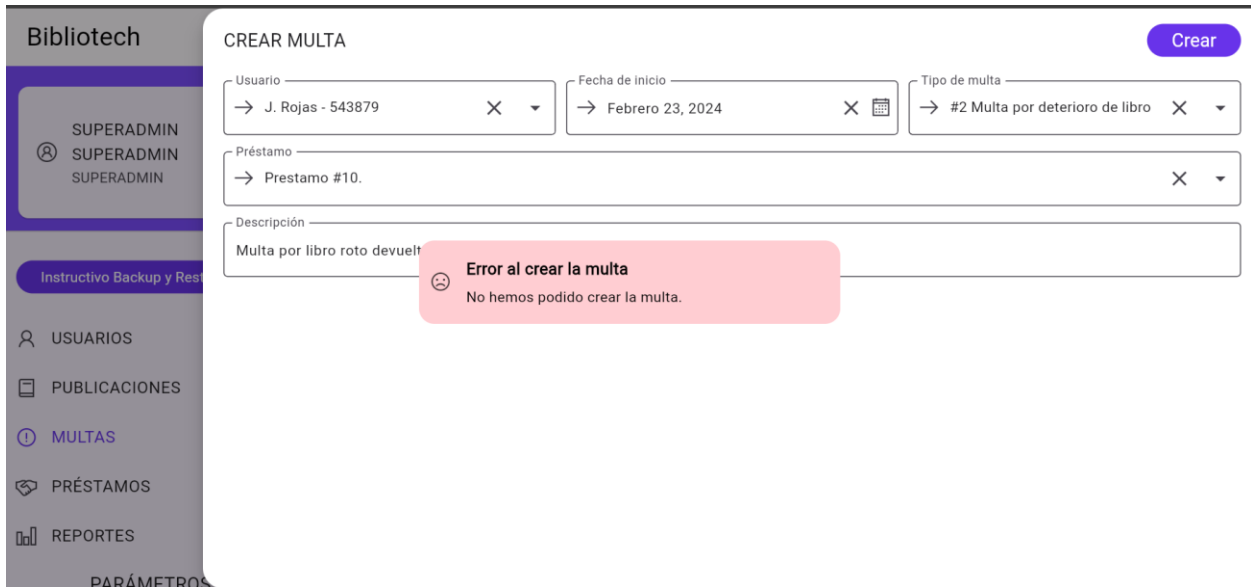 Bibliotech
SUPERADMIN
SUPERADMIN
SUPERADMIN
Instructivo Backup y Rest
USUARIOS
PUBLICACIONES
MULTAS
PRÉSTAMOS
REPORTES
PARÁMETROS
CREAR MULTA
Crear
Usuario
J. Rojas - 543879
Fecha de inicio
Febrero 23, 2024
Tipo de multa
#2 Multa por deterioro de libro
Préstamo
Prestamo #10.
Descripción
Multa por libro roto devuelt
Error al crear la multa
No hemos podido crear la multa.